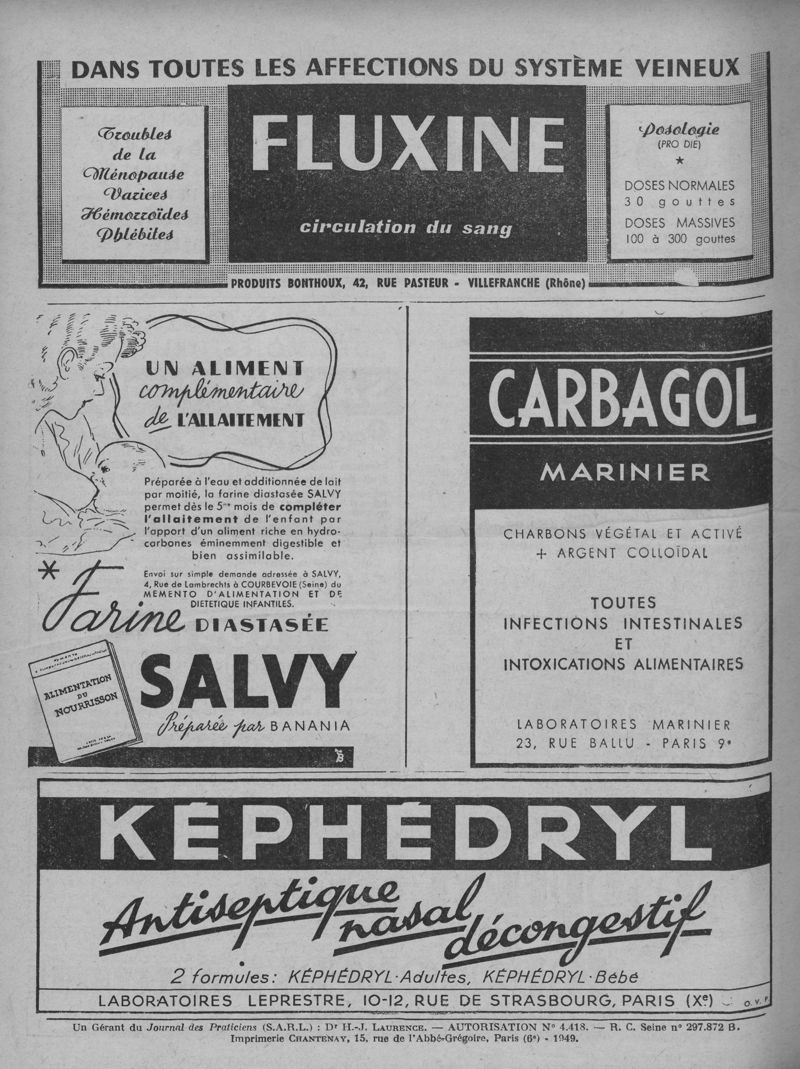 DANS TOUTES LES AFFECTIONS DU SYSTÈME VEINEUX
Troubles
de la
Ménopause
Varices
Hémorroïdes
Phlébites
FLUXINE
circulation du sang
Posologie
(PRO DIE)
★
DOSES NORMALES
30 gouttes
DOSES MASSIVES
100 à 300 gouttes
PRODUITS BONTHOUX, 42, RUE PASTEUR - VILLEFRANCHE (Rhône)
UN ALIMENT
complémentaire
de L'ALLAITEMENT
Préparée à l'eau et additionnée de lait
par moitié, la farine diastasée SALVY
permet dès le 5me mois de compléter
l'allaitement de l'enfant par
l'apport d'un aliment riche en hydro-
carbones éminemment digestible et
bien assimilable.
* Envoi sur simple demande adressée à SALVY,
4, Rue de Lambrechts à COURBEVOIE (Seine) du
MEMENTO D'ALIMENTATION ET DE
DIETETIQUE INFANTILES.
Farine DIASTASÉE
SALVY
Préparée par BANANIA
ALIMENTATION
DU
NOURRISSON
CARBAGOL
MARINIER
CHARBONS VÉGÉTAL ET ACTIVÉ
+ ARGENT COLLOÏDAL
TOUTES
INFECTIONS INTESTINALES
ET
INTOXICATIONS ALIMENTAIRES
LABORATOIRES MARINIER
23, RUE BALLU - PARIS 9e
KÉPHÉDRYL
Antiseptique
nasal
décongestif
2 formules: KÉPHÉDRYL-Adultes, KÉPHÉDRYL-Bébé
LABORATOIRES LEPRESTRE, 10-12, RUE DE STRASBOURG, PARIS (Xe) O.V.P
Un Gérant du Journal des Praticiens (S.A.R.L.) : Dr H.-J. LAURENCE. — AUTORISATION N° 4.418. — R. C. Seine n° 297.872 B.
Imprimerie CHANTENAY, 15, rue de l'Abbé-Grégoire, Paris (6e) - 1949.